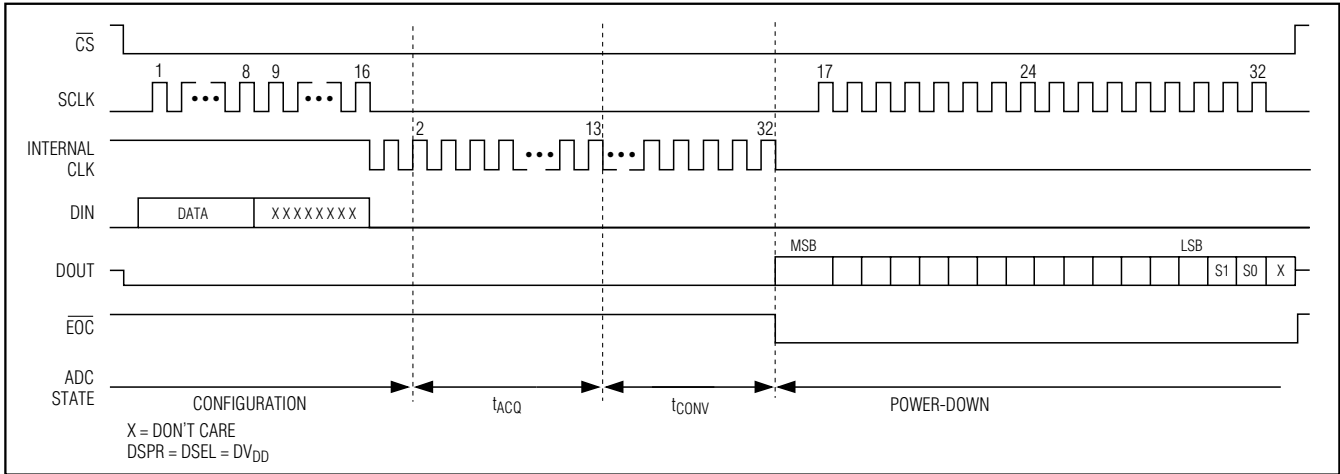 CS
1 8 9 16 17 24 32
SCLK
2 13 32
INTERNAL
CLK
DIN
DATA
XXXXXXXX
MSB LSB
DOUT
S1 S0 X
EOC
ADC
STATE
CONFIGURATION
tACQ
tCONV
POWER-DOWN
X = DON'T CARE
DSPR = DSEL = DVDD